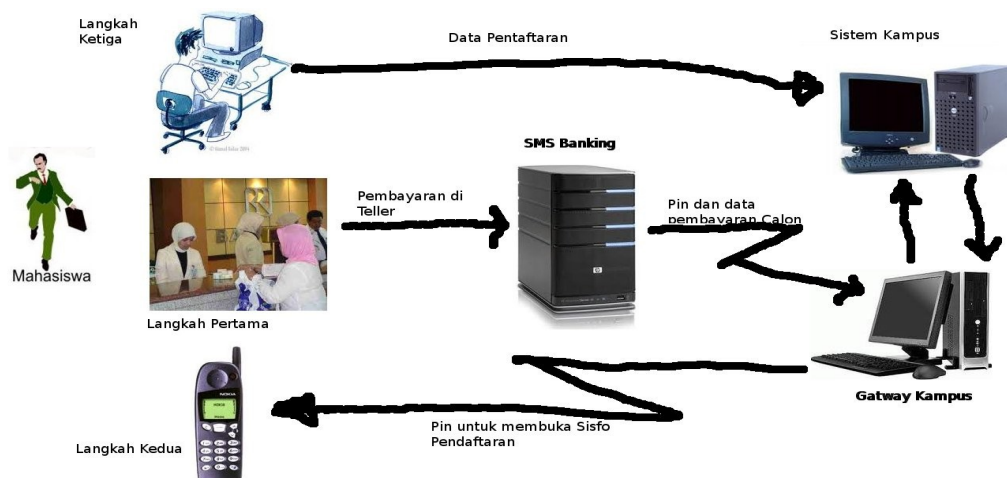 Langkah
Ketiga
Data Pentaftaran
Sistem Kampus
SMS Banking
Pembayaran di
Teller
Pin dan data
pembayaran Calon
Mahasiswa
Langkah Pertama
Gatway Kampus
NOKIA
Pin untuk membuka Sisfo
Pendaftaran
Langkah Kedua